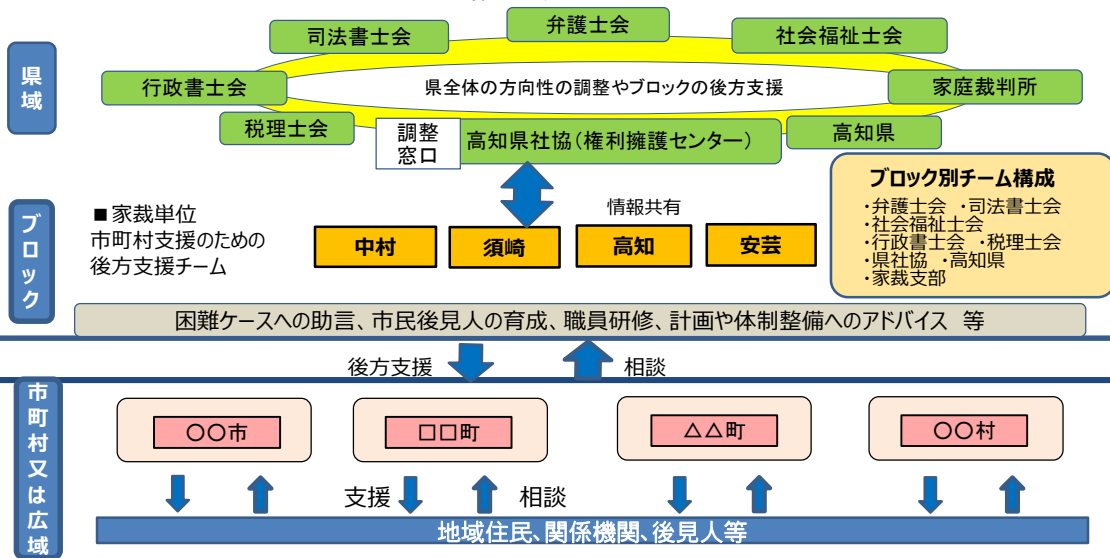 県域
司法書士会
弁護士会
社会福祉士会
行政書士会
県全体の方向性の調整やブロックの後方支援
家庭裁判所
税理士会
調整
窓口
高知県社協(権利擁護センター)
高知県
ブロック
■家裁単位
市町村支援のための
後方支援チーム
情報共有
中村
須崎
高知
安芸
ブロック別チーム構成
・弁護士会 ・司法書士会
・社会福祉士会
・行政書士会 ・税理士会
・県社協 ・高知県
・家裁支部
困難ケースへの助言、市民後見人の育成、職員研修、計画や体制整備へのアドバイス 等
後方支援
相談
市町村又は広域
〇〇市
□□町
△△町
〇〇村
支援
相談
地域住民、関係機関、後見人等